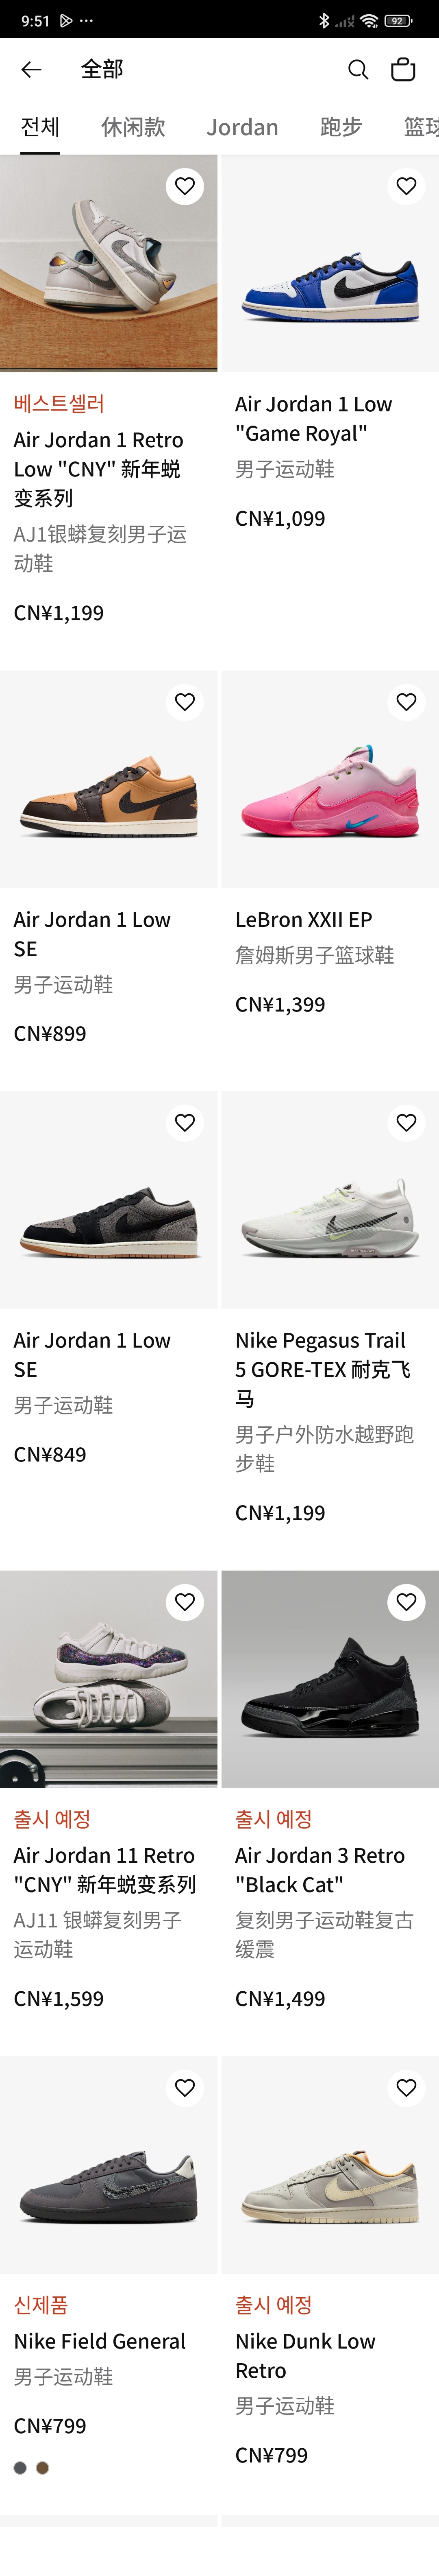 9:51
92
全部
전체 休闲款 Jordan 跑步 篮球
베스트셀러
Air Jordan 1 Retro
Low "CNY" 新年蜕
变系列
AJ1银蟒复刻男子运
动鞋
CN¥1,199
Air Jordan 1 Low
"Game Royal"
男子运动鞋
CN¥1,099
Air Jordan 1 Low
SE
男子运动鞋
CN¥899
LeBron XXII EP
詹姆斯男子篮球鞋
CN¥1,399
Air Jordan 1 Low
SE
男子运动鞋
CN¥849
Nike Pegasus Trail
5 GORE-TEX 耐克飞
马
男子户外防水越野跑
步鞋
CN¥1,199
출시 예정
Air Jordan 11 Retro
"CNY" 新年蜕变系列
AJ11 银蟒复刻男子
运动鞋
CN¥1,599
출시 예정
Air Jordan 3 Retro
"Black Cat"
复刻男子运动鞋复古
缓震
CN¥1,499
신제품
Nike Field General
男子运动鞋
CN¥799
출시 예정
Nike Dunk Low
Retro
男子运动鞋
CN¥799